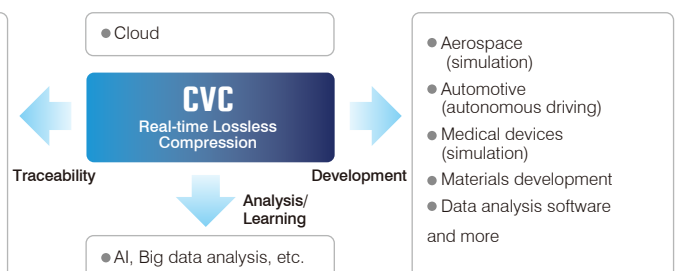 ● Cloud
CVC
Real-time Lossless
Compression
Traceability
Development
Analysis/
Learning
● AI, Big data analysis, etc.
● Aerospace
(simulation)
● Automotive
(autonomous driving)
● Medical devices
(simulation)
● Materials development
● Data analysis software
and more